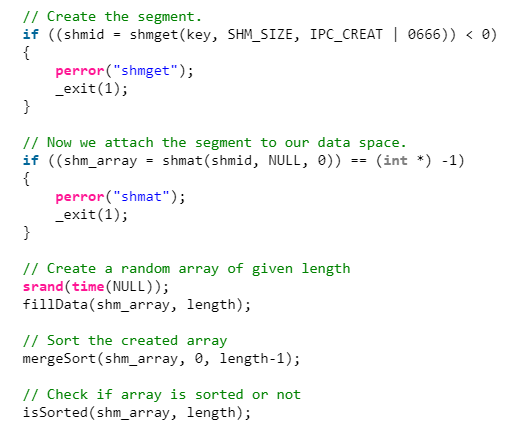 // Create the segment.
if ((shmid = shmget(key, SHM_SIZE, IPC_CREAT | 0666)) < 0)
{
    perror("shmget");
    _exit(1);
}

// Now we attach the segment to our data space.
if ((shm_array = shmat(shmid, NULL, 0)) == (int *) -1)
{
    perror("shmat");
    _exit(1);
}

// Create a random array of given length
srand(time(NULL));
fillData(shm_array, length);

// Sort the created array
mergeSort(shm_array, 0, length-1);

// Check if array is sorted or not
isSorted(shm_array, length);